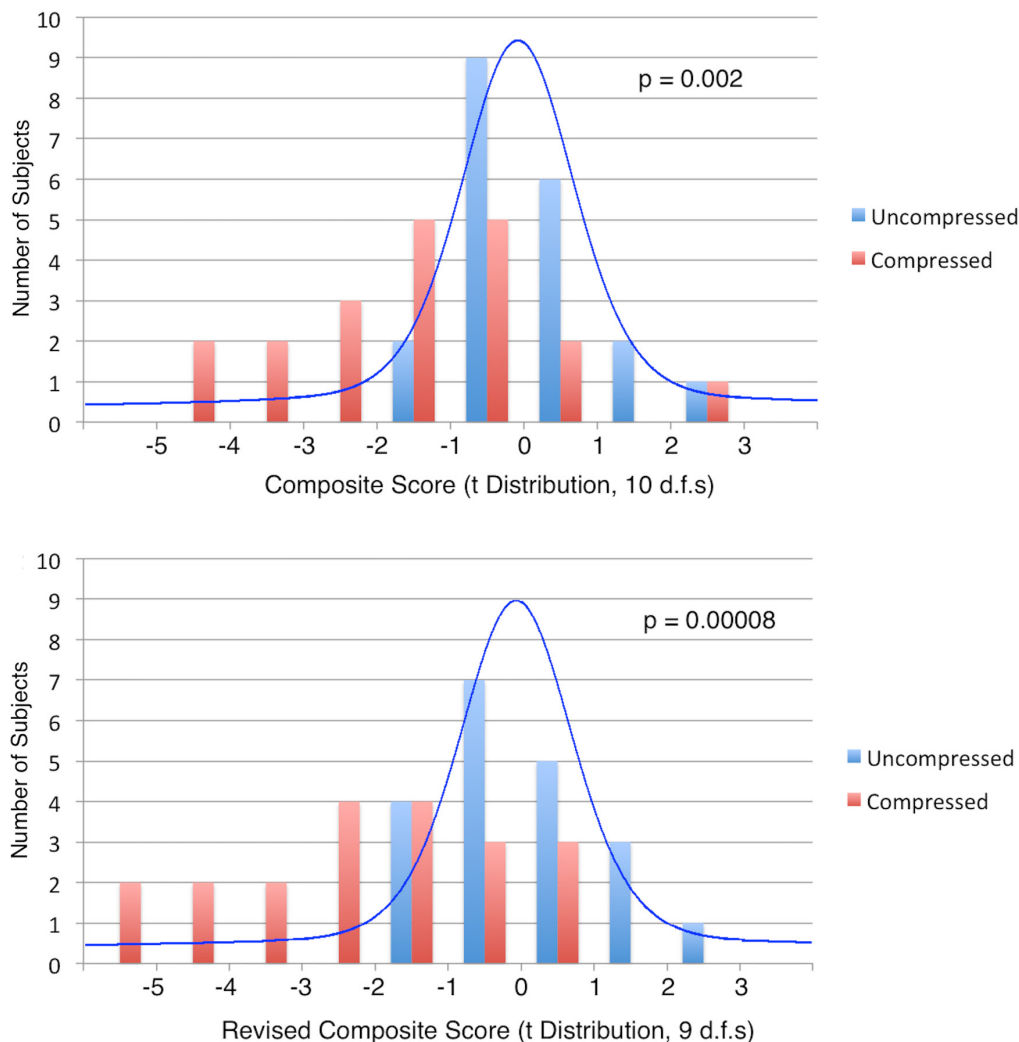 10
9
8
7
6
5
4
3
2
1
0
Number of Subjects
p = 0.002
Uncompressed
Compressed
-5 -4 -3 -2 -1 0 1 2 3
Composite Score (t Distribution, 10 d.f.s)
10
9
8
7
6
5
4
3
2
1
0
Number of Subjects
p = 0.00008
Uncompressed
Compressed
-5 -4 -3 -2 -1 0 1 2 3
Revised Composite Score (t Distribution, 9 d.f.s)